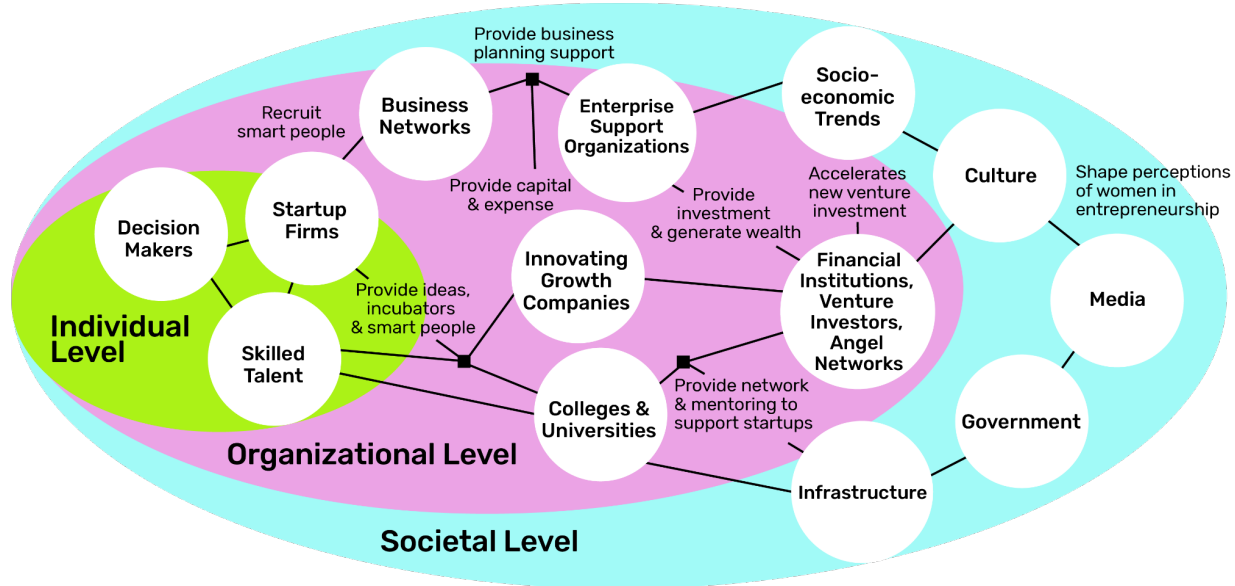 Provide business
planning support
Socio-
economic
Trends
Business
Networks
Enterprise
Support
Organizations
Recruit
smart people
Culture
Shape perceptions
of women in
entrepreneurship
Provide capital
& expense
Accelerates
new venture
investment
Provide
investment
& generate wealth
Decision
Makers
Startup
Firms
Innovating
Growth
Companies
Financial
Institutions,
Venture
Investors,
Angel
Networks
Media
Provide ideas,
incubators
& smart people
Individual
Level
Skilled
Talent
Colleges &
Universities
Provide network
& mentoring to
support startups
Government
Organizational Level
Infrastructure
Societal Level